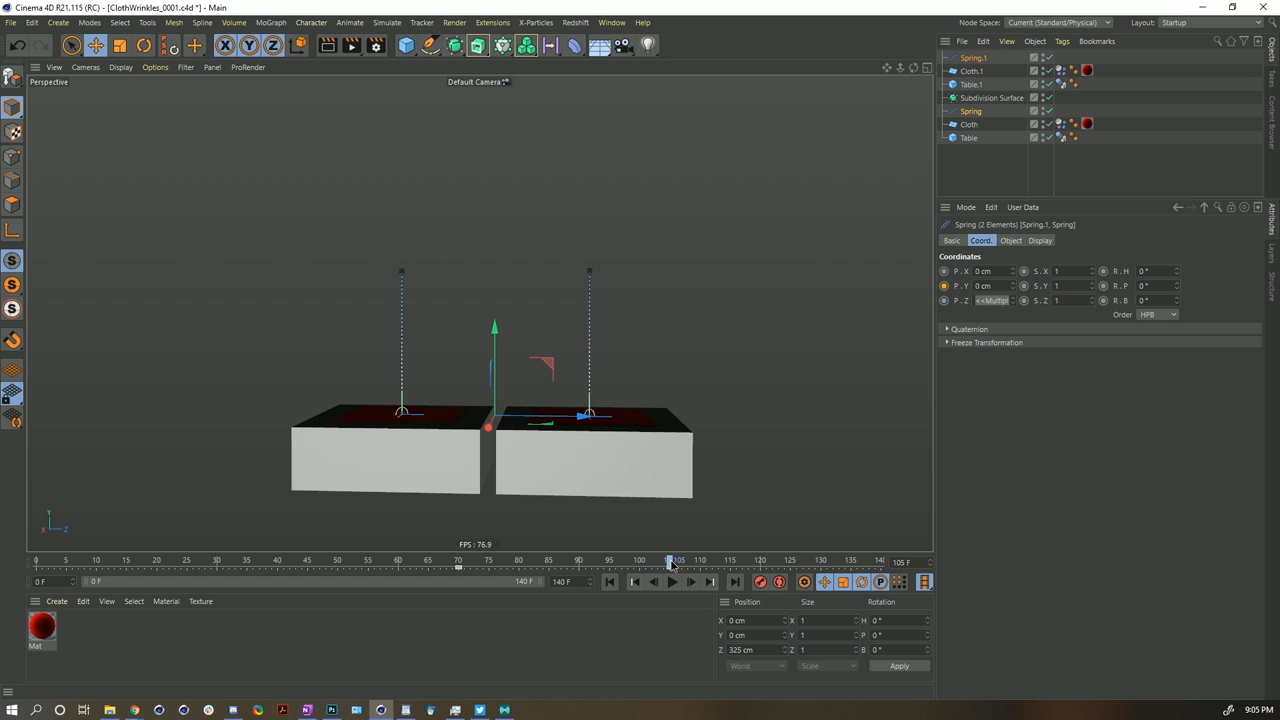 Cinema 4D R21.115 (RC) - [ClothWrinkles_0001.c4d *] - Main
File Edit Create Modes Select Tools Mesh Spline Volume MoGraph Character Animate Simulate Tracker Render Extensions X-Particles Redshift Window Help
Node Space: Current (Standard/Physical) Layout: Startup
File Edit View Object Tags Bookmarks
View Cameras Display Options Filter Panel ProRender
Perspective
Default Camera
Spring.1
Cloth.1
Table.1
Subdivision Surface
Spring
Cloth
Table
Objects
Takes
Content Browser
Attributes
Layers
Structure
Mode Edit User Data
Spring (2 Elements) [Spring.1, Spring]
Basic Coord. Object Display
Coordinates
P . X 0 cm S . X 1 R . H 0 °
P . Y 0 cm S . Y 1 R . P 0 °
P . Z <<Multipl S . Z 1 R . B 0 °
Order HPB
Quaternion
Freeze Transformation
Y
X Z
FPS : 76.9
0 5 10 15 20 25 30 35 40 45 50 55 60 65 70 75 80 85 90 95 100 105 110 115 120 125 130 135 140 105 F
0 F 0 F 140 F 140 F
Create Edit View Select Material Texture
Mat
Position Size Rotation
X 0 cm X 1 H 0 °
Y 0 cm Y 1 P 0 °
Z 325 cm Z 1 B 0 °
World Scale Apply
9:05 PM